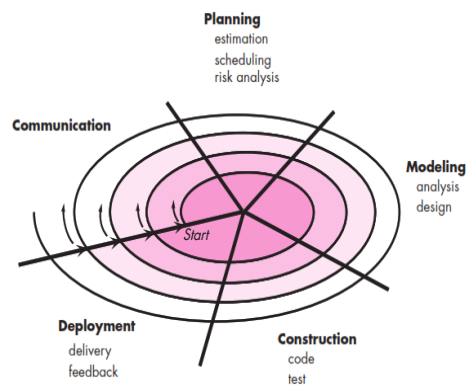 Planning
estimation
scheduling
risk analysis
Communication
Modeling
analysis
design
Start
Deployment
delivery
feedback
Construction
code
test